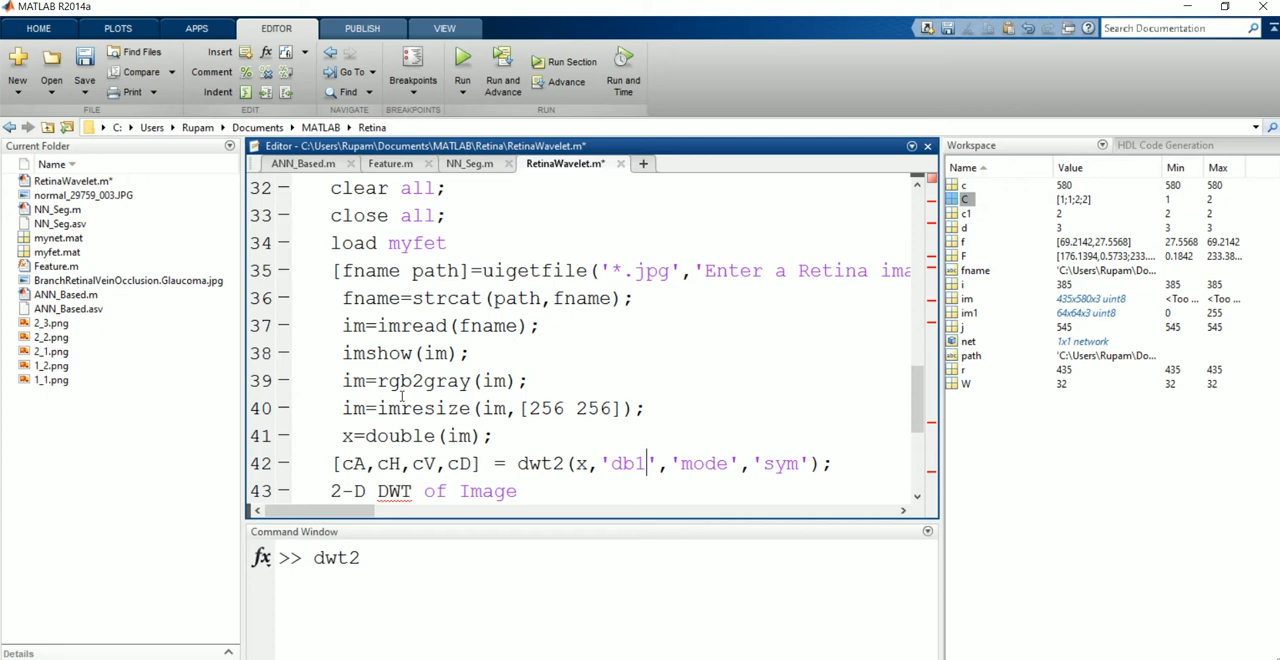 MATLAB R2014a
HOME PLOTS APPS EDITOR PUBLISH VIEW
Search Documentation
New Open Save Find Files Compare Print
Insert fx
Comment %
Indent
Go To
Find
Breakpoints Run Run and Advance Run Section Advance Run and Time
FILE EDIT NAVIGATE BREAKPOINTS RUN
C: Users Rupam Documents MATLAB Retina
Current Folder
Name
RetinaWavelet.m*
normal_29759_003.JPG
NN_Seg.m
NN_Seg.asv
mynet.mat
myfet.mat
Feature.m
BranchRetinalVeinOcclusion.Glaucoma.jpg
ANN_Based.m
ANN_Based.asv
2_3.png
2_2.png
2_1.png
1_2.png
1_1.png
Details
Editor - C:\Users\Rupam\Documents\MATLAB\Retina\RetinaWavelet.m*
ANN_Based.m Feature.m NN_Seg.m RetinaWavelet.m* +
32 – clear all;
33 – close all;
34 – load myfet
35 – [fname path]=uigetfile('*.jpg','Enter a Retina ima
36 – fname=strcat(path,fname);
37 – im=imread(fname);
38 – imshow(im);
39 – im=rgb2gray(im);
40 – im=imresize(im,[256 256]);
41 – x=double(im);
42 – [cA,cH,cV,cD] = dwt2(x,'db1','mode','sym');
43 – 2-D DWT of Image
Command Window
fx >> dwt2
Workspace HDL Code Generation
Name Value Min Max
c 580 580 580
C [1;1;2;2] 1 2
c1 2 2 2
d 3 3 3
f [69.2142,27.5568] 27.5568 69.2142
F [176.1394,0.5733;233.... 0.1842 233.38...
fname 'C:\Users\Rupam\Do...
i 385 385 385
im 435x580x3 uint8 <Too ... <Too ...
im1 64x64x3 uint8 0 255
j 545 545 545
net 1x1 network
path 'C:\Users\Rupam\Do...
r 435 435 435
W 32 32 32